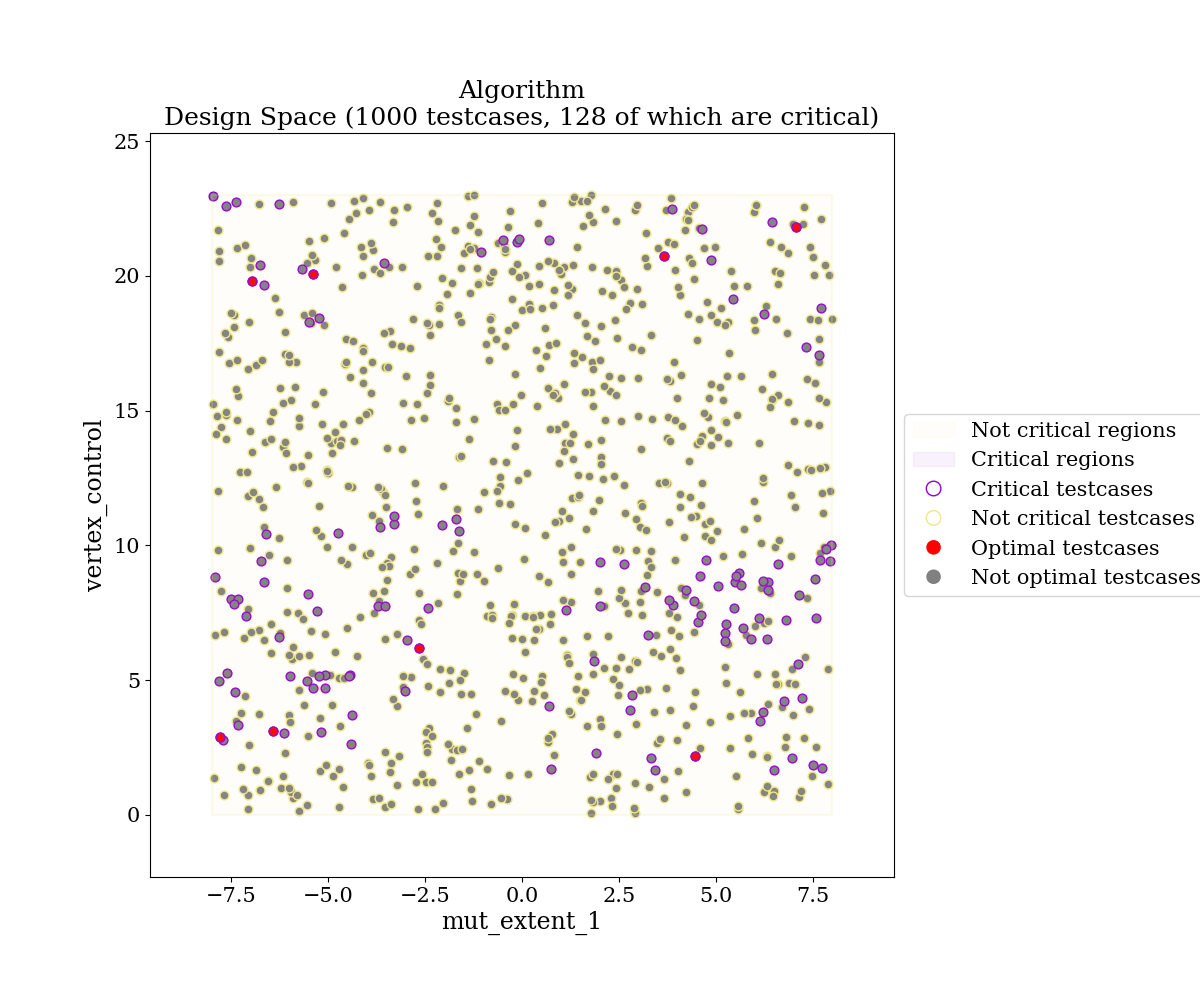 Algorithm
Design Space (1000 testcases, 128 of which are critical)
25
20
15
10
5
0
vertex_control
−7.5 −5.0 −2.5 0.0 2.5 5.0 7.5
mut_extent_1
Not critical regions
Critical regions
Critical testcases
Not critical testcases
Optimal testcases
Not optimal testcases